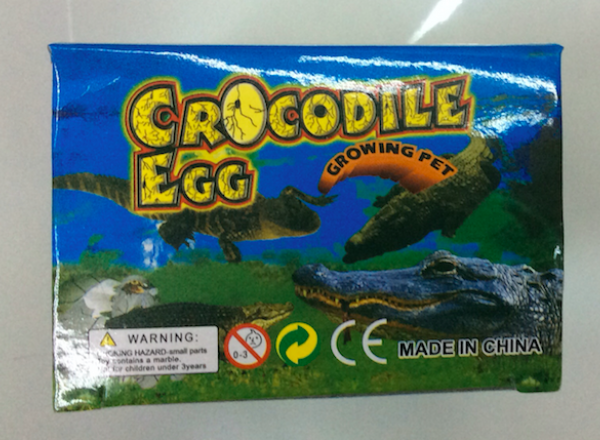 CROCODILE
EGG
GROWING PET
WARNING:
HAZARD-small parts
contains a marble.
for children under 3years
0-3
CE
MADE IN CHINA